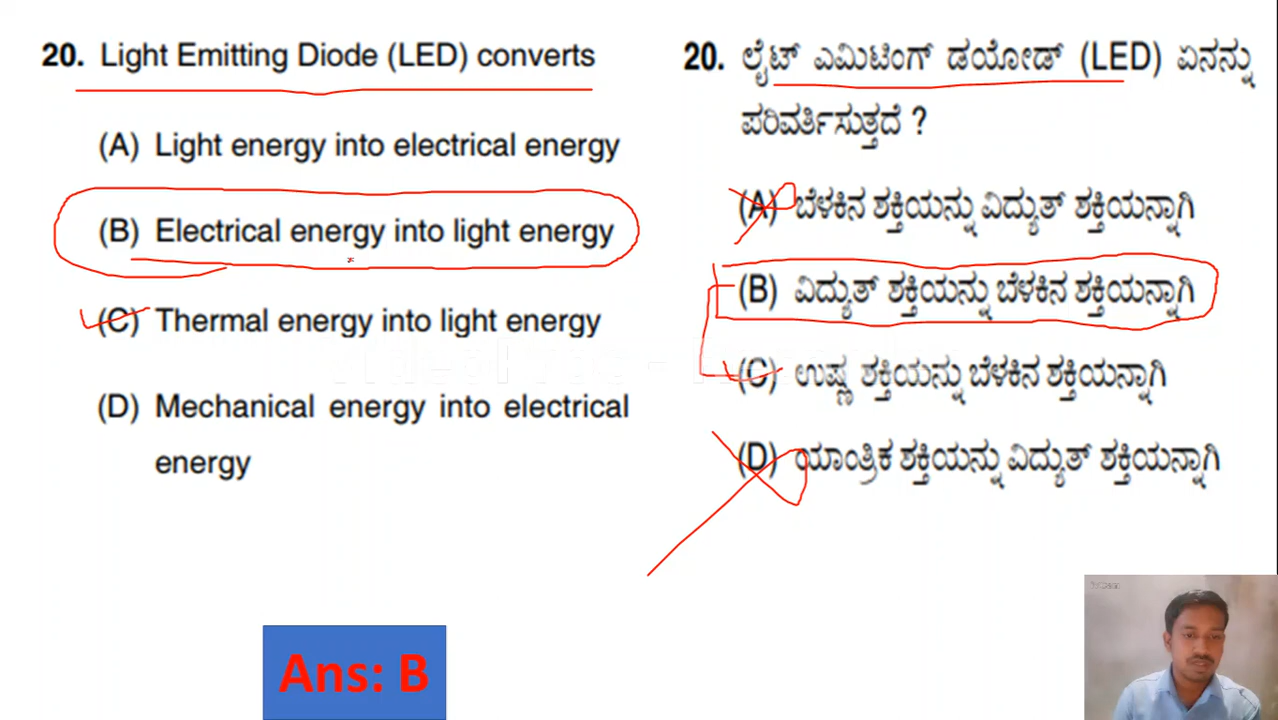 20. Light Emitting Diode (LED) converts
(A) Light energy into electrical energy
(B) Electrical energy into light energy
(C) Thermal energy into light energy
(D) Mechanical energy into electrical
energy
20. ಲೈಟ್ ಎಮಿಟಿಂಗ್ ಡಯೋಡ್ (LED) ಏನನ್ನು
ಪರಿವರ್ತಿಸುತ್ತದೆ ?
(A) ಬೆಳಕಿನ ಶಕ್ತಿಯನ್ನು ವಿದ್ಯುತ್ ಶಕ್ತಿಯನ್ನಾಗಿ
(B) ವಿದ್ಯುತ್ ಶಕ್ತಿಯನ್ನು ಬೆಳಕಿನ ಶಕ್ತಿಯನ್ನಾಗಿ
(C) ಉಷ್ಣ ಶಕ್ತಿಯನ್ನು ಬೆಳಕಿನ ಶಕ್ತಿಯನ್ನಾಗಿ
(D) ಯಾಂತ್ರಿಕ ಶಕ್ತಿಯನ್ನು ವಿದ್ಯುತ್ ಶಕ್ತಿಯನ್ನಾಗಿ
Ans: B